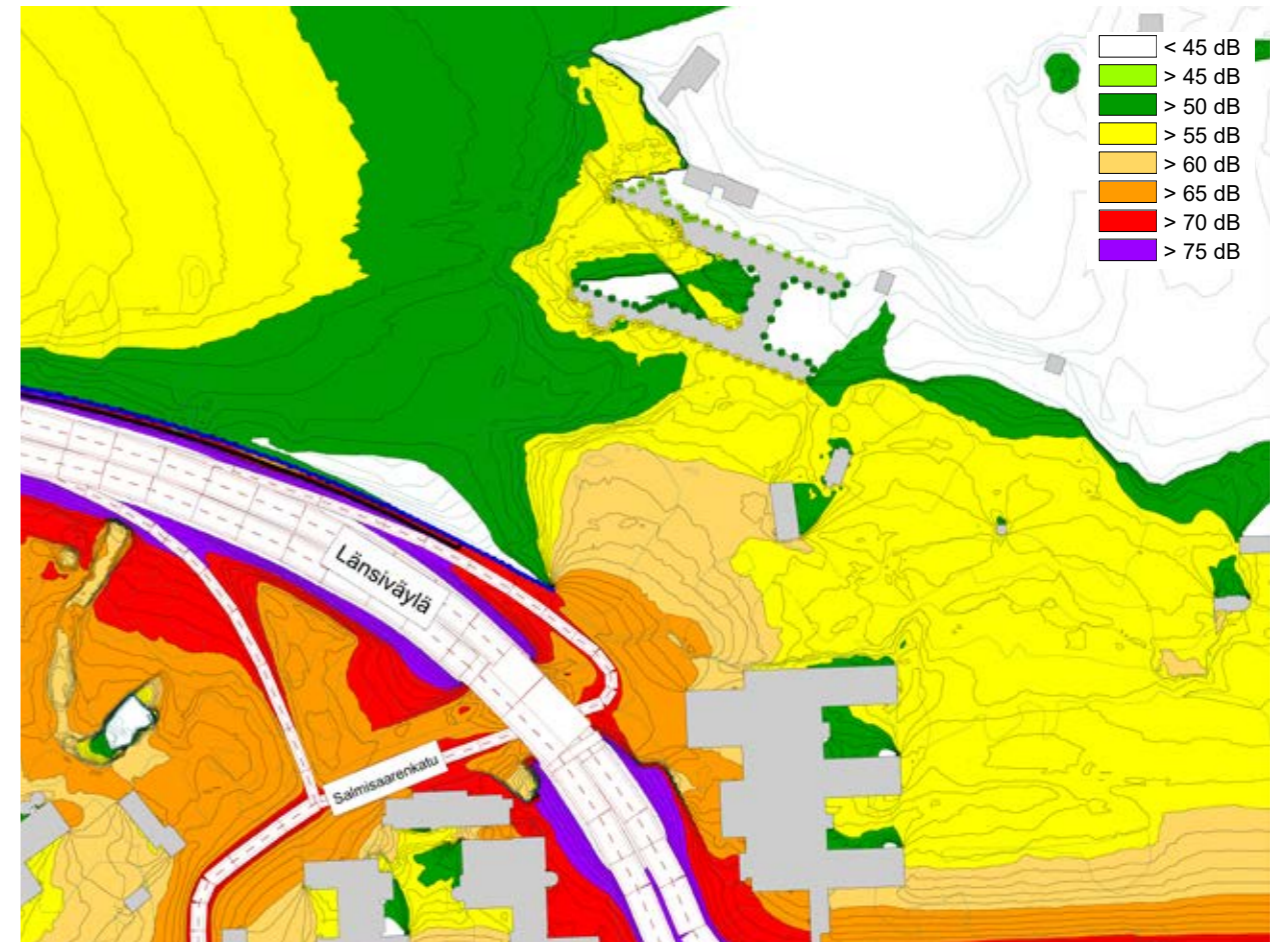 < 45 dB
> 45 dB
> 50 dB
> 55 dB
> 60 dB
> 65 dB
> 70 dB
> 75 dB
Länsiväylä
Salmisaarenkatu